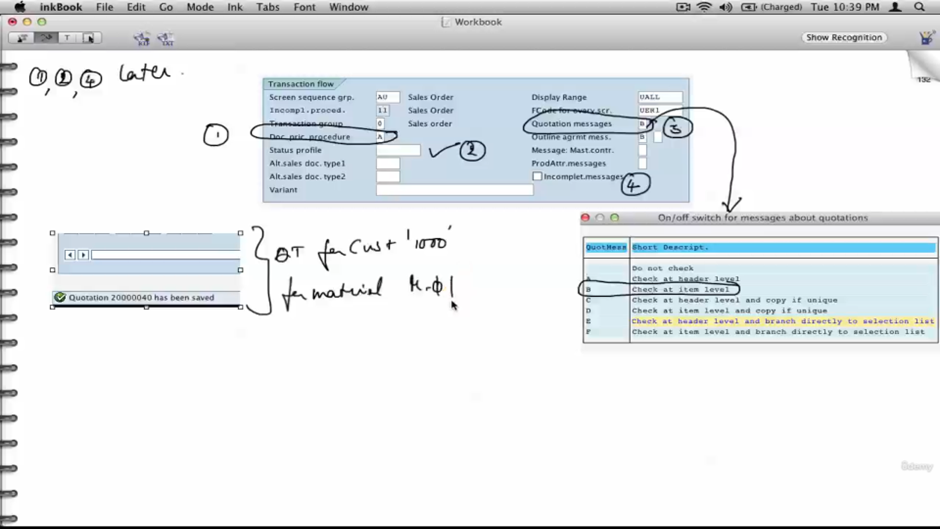 inkBook File Edit Go Mode Ink Tabs Font Window (Charged) Tue 10:39 PM
Workbook
T Show Recognition
132
①, ②, ④ later.
Transaction flow
Screen sequence grp. AU Sales Order Display Range UALL
Incompl.proced. 11 Sales Order FCode for overv.scr. UER1
Transaction group 0 Sales order Quotation messages B ③
① Doc. pric. procedure A Outline agrmt mess. B
Status profile ② Message: Mast.contr.
Alt.sales doc. type1 ProdAttr.messages
Alt.sales doc. type2 Incomplet.messages ④
Variant
On/off switch for messages about quotations
QuotMess Short Descript.
Do not check
A Check at header level
B Check at item level
C Check at header level and copy if unique
D Check at item level and copy if unique
E Check at header level and branch directly to selection list
F Check at item level and branch directly to selection list
QT for Cust '1000'
for material M-01
Quotation 20000040 has been saved
Udemy